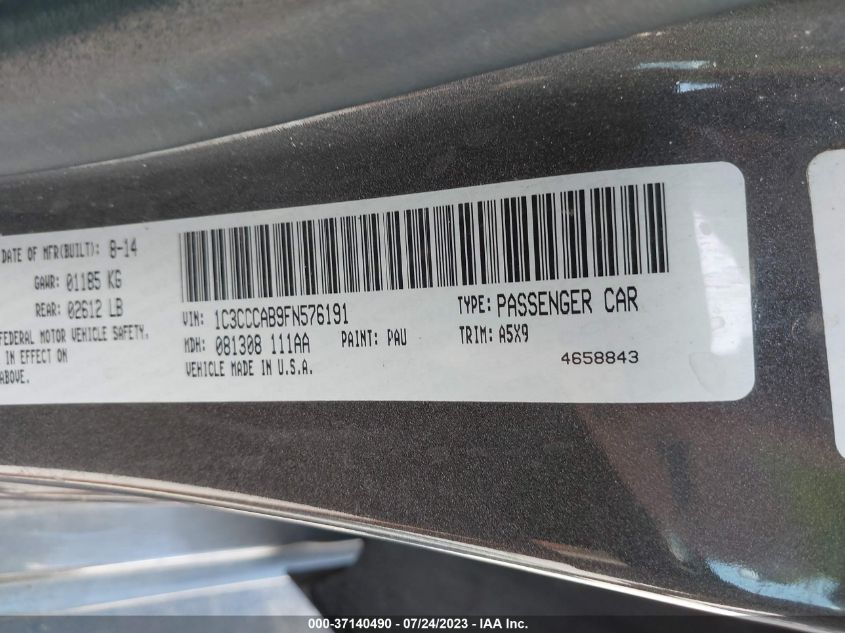 DATE OF MFR(BUILT): 8-14
GAWR: 01185 KG
REAR: 02612 LB
FEDERAL MOTOR VEHICLE SAFETY,
IN EFFECT ON
ABOVE.
VIN: 1C3CCCAB9FN576191
TYPE: PASSENGER CAR
MDH: 081308 111AA
PAINT: PAU
TRIM: A5X9
VEHICLE MADE IN U.S.A.
4658843
000-37140490 - 07/24/2023 - IAA Inc.